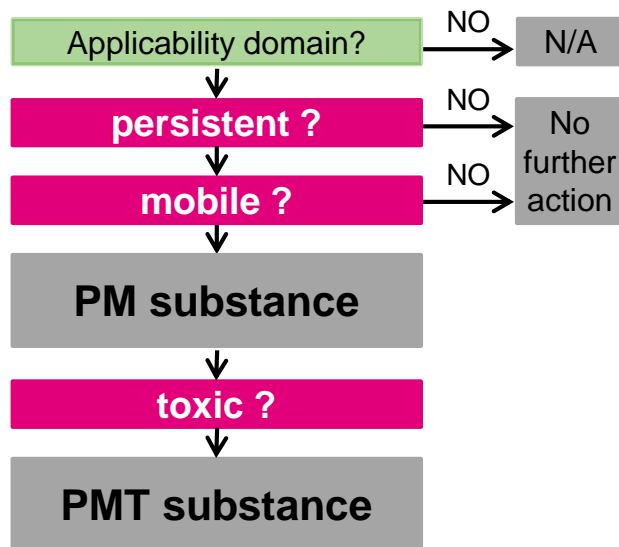 Applicability domain?
NO
N/A
persistent ?
NO
No
further
action
mobile ?
NO
PM substance
toxic ?
PMT substance